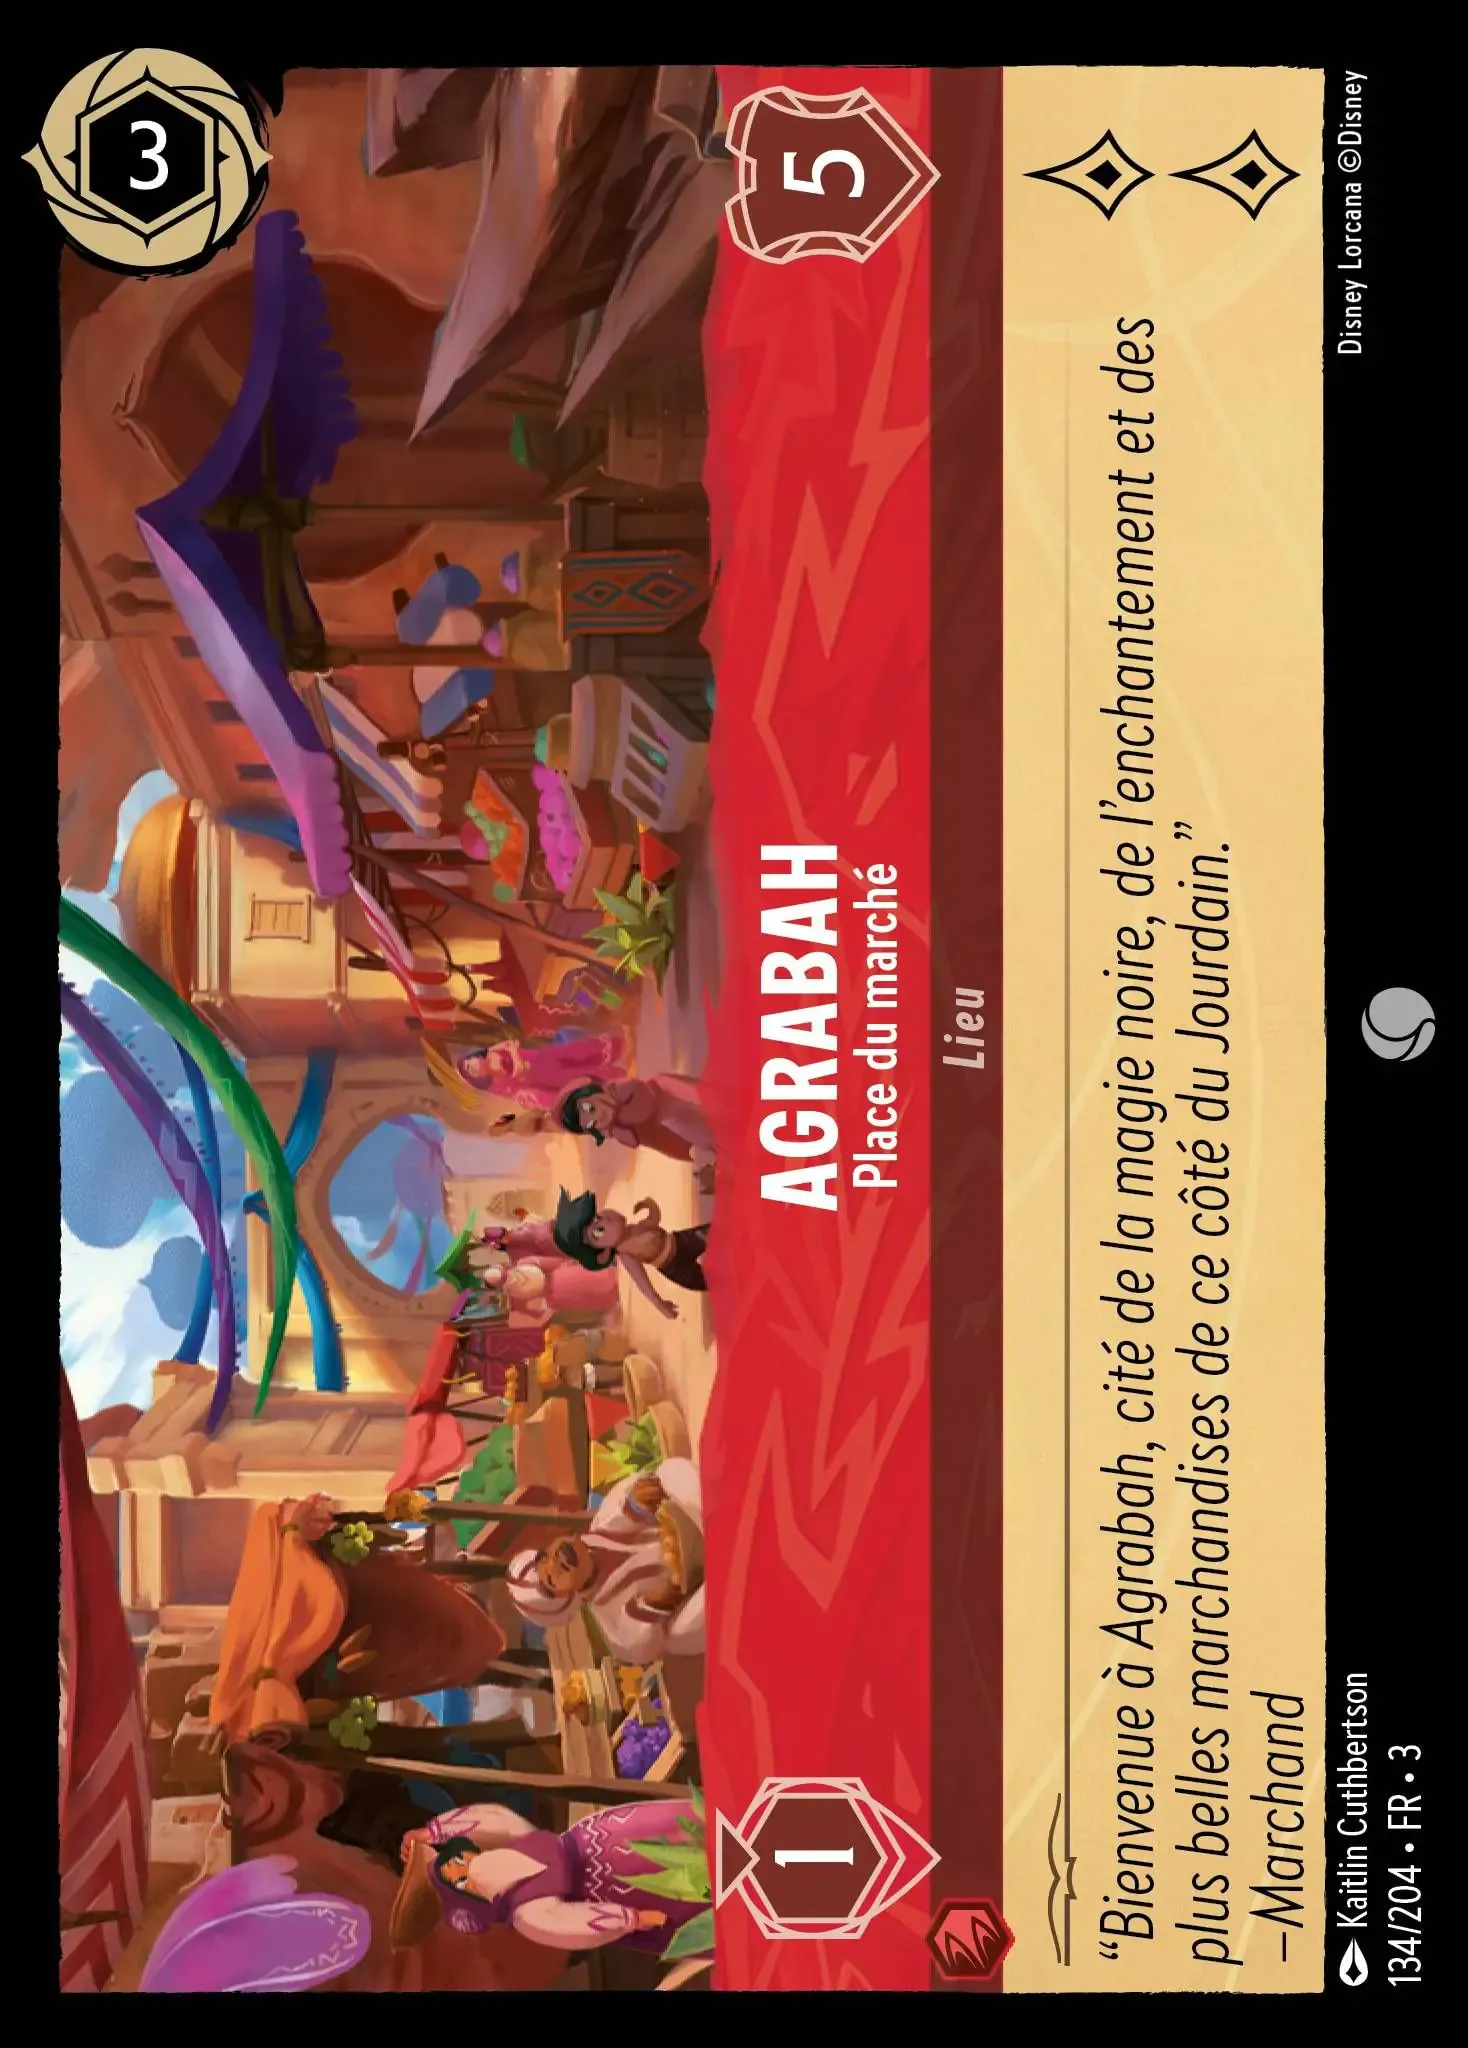 3
1
AGRABAH
Place du marché
5
Lieu
“Bienvenue à Agrabah, cité de la magie noire, de l'enchantement et des
plus belles marchandises de ce côté du Jourdain.”
–Marchand
Kaitlin Cuthbertson
134/204 • FR • 3
Disney Lorcana ©Disney